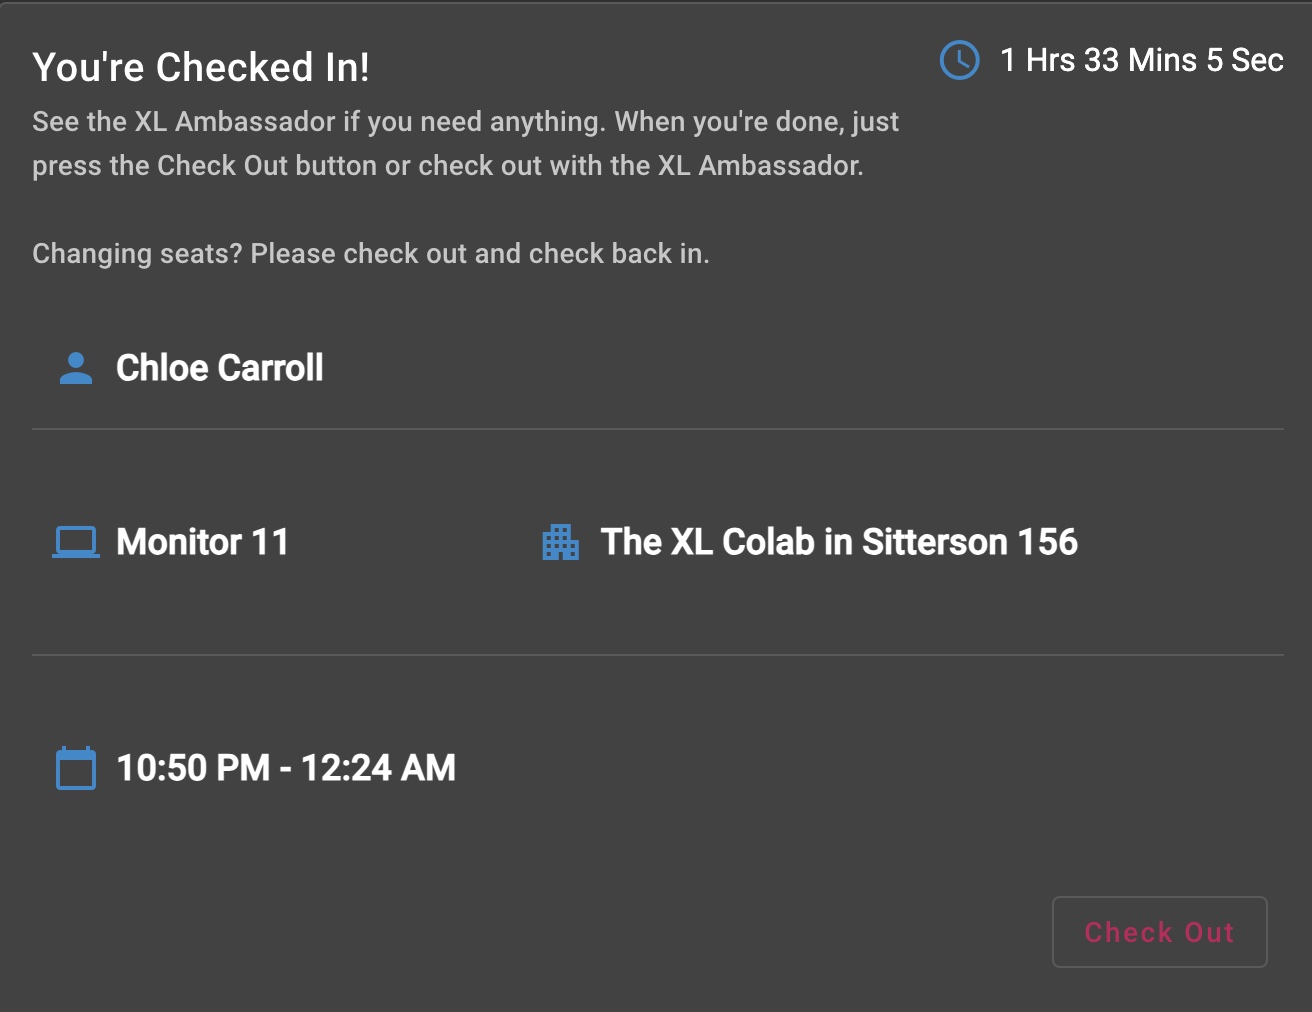 You're Checked In!
1 Hrs 33 Mins 5 Sec
See the XL Ambassador if you need anything. When you're done, just
press the Check Out button or check out with the XL Ambassador.
Changing seats? Please check out and check back in.
Chloe Carroll
Monitor 11
The XL Colab in Sitterson 156
10:50 PM - 12:24 AM
Check Out